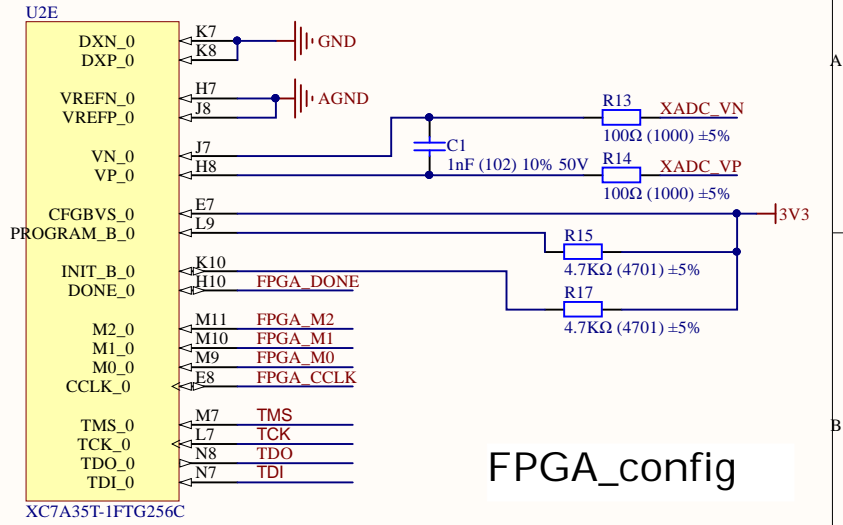 U2E
DXN_0 K7 GND
DXP_0 K8
A
VREFN_0 H7 AGND
VREFP_0 J8
R13 XADC_VN
100Ω (1000) ±5%
VN_0 J7 C1
1nF (102) 10% 50V
R14 XADC_VP
VP_0 H8
100Ω (1000) ±5%
CFGBVS_0 E7 3V3
PROGRAM_B_0 L9
R15
4.7KΩ (4701) ±5%
INIT_B_0 K10
DONE_0 H10 FPGA_DONE
R17
4.7KΩ (4701) ±5%
M2_0 M11 FPGA_M2
M1_0 M10 FPGA_M1
M0_0 M9 FPGA_M0
CCLK_0 E8 FPGA_CCLK
TMS_0 M7 TMS
B
TCK_0 L7 TCK
TDO_0 N8 TDO
TDI_0 N7 TDI
FPGA_config
XC7A35T-1FTG256C